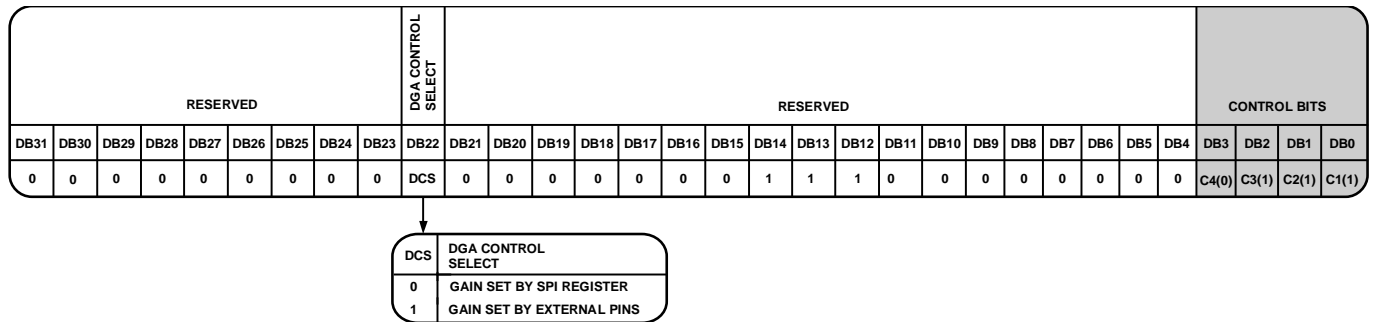 RESERVED
DGA CONTROL
SELECT
RESERVED
CONTROL BITS
DB31 DB30 DB29 DB28 DB27 DB26 DB25 DB24 DB23 DB22 DB21 DB20 DB19 DB18 DB17 DB16 DB15 DB14 DB13 DB12 DB11 DB10 DB9 DB8 DB7 DB6 DB5 DB4 DB3 DB2 DB1 DB0
0 0 0 0 0 0 0 0 0 DCS 0 0 0 0 0 0 0 1 1 1 0 0 0 0 0 0 0 0 C4(0) C3(1) C2(1) C1(1)
DCS DGA CONTROL
SELECT
0 GAIN SET BY SPI REGISTER
1 GAIN SET BY EXTERNAL PINS